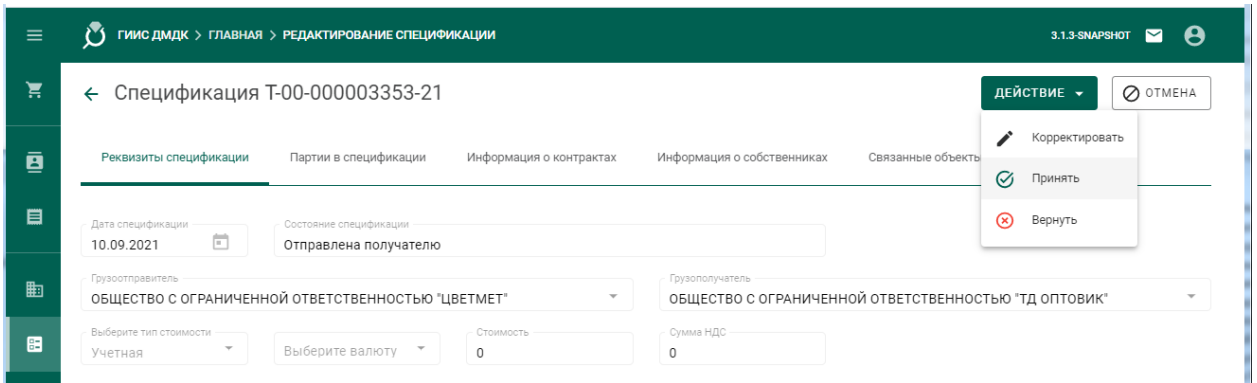 ГИИС ДМДК > ГЛАВНАЯ > РЕДАКТИРОВАНИЕ СПЕЦИФИКАЦИИ
3.1.3-SNAPSHOT
← Спецификация Т-00-000003353-21
ДЕЙСТВИЕ
ОТМЕНА
Корректировать
Принять
Вернуть
Реквизиты спецификации
Партии в спецификации
Информация о контрактах
Информация о собственниках
Связанные объекты
Дата спецификации
10.09.2021
Состояние спецификации
Отправлена получателю
Грузоотправитель
ОБЩЕСТВО С ОГРАНИЧЕННОЙ ОТВЕТСТВЕННОСТЬЮ "ЦВЕТМЕТ"
Грузополучатель
ОБЩЕСТВО С ОГРАНИЧЕННОЙ ОТВЕТСТВЕННОСТЬЮ "ТД ОПТОВИК"
Выберите тип стоимости
Учетная
Выберите валюту
Стоимость
0
Сумма НДС
0